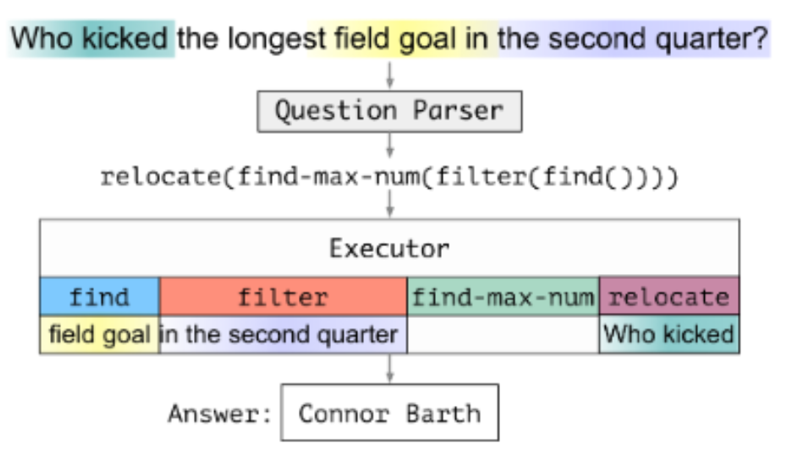 Who kicked the longest field goal in the second quarter?
Question Parser
relocate(find-max-num(filter(find())))
Executor
find filter find-max-num relocate
field goal in the second quarter Who kicked
Answer: Connor Barth